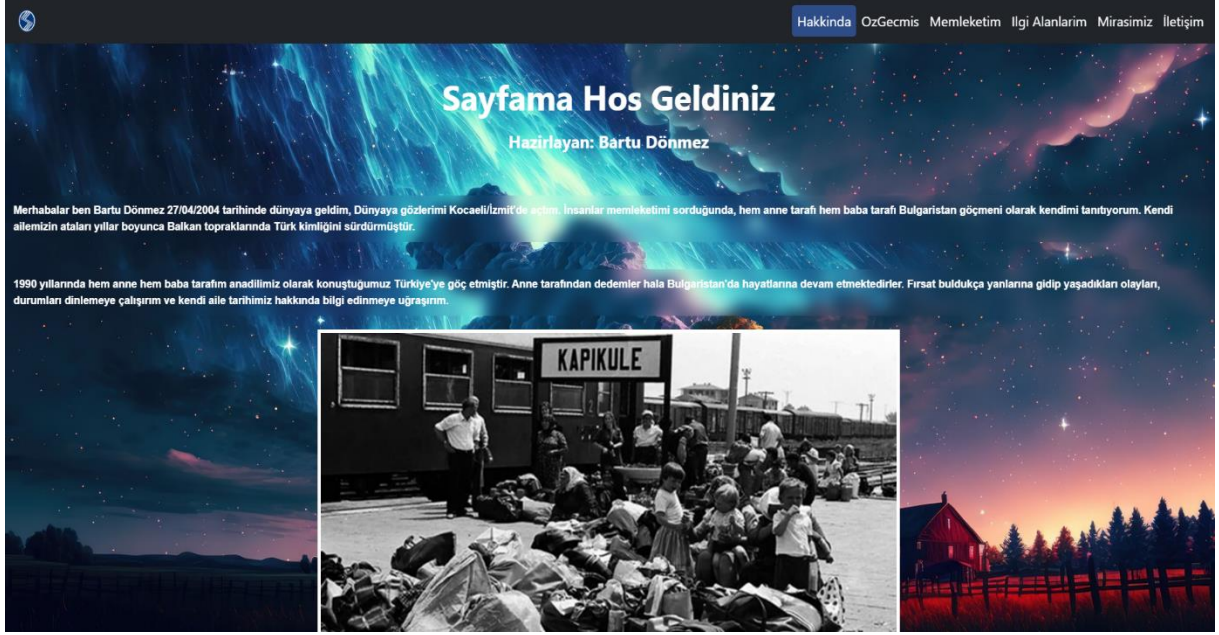 Hakkinda OzGecmis Memleketim Ilgi Alanlarim Mirasimiz İletişim
Sayfama Hos Geldiniz
Hazirlayan: Bartu Dönmez
Merhabalar ben Bartu Dönmez 27/04/2004 tarihinde dünyaya geldim, Dünyaya gözlerimi Kocaeli/İzmit'de açtım. İnsanlar memleketimi sorduğunda, hem anne tarafı hem baba tarafı Bulgaristan göçmeni olarak kendimi tanıtıyorum. Kendi
ailemizin ataları yıllar boyunca Balkan topraklarında Türk kimliğini sürdürmüştür.
1990 yıllarında hem anne hem baba tarafım anadilimiz olarak konuştuğumuz Türkiye'ye göç etmiştir. Anne tarafından dedemler hala Bulgaristan'da hayatlarına devam etmektedirler. Fırsat buldukça yanlarına gidip yaşadıkları olayları,
durumları dinlemeye çalışırım ve kendi aile tarihimiz hakkında bilgi edinmeye uğraşırım.
KAPIKULE
2